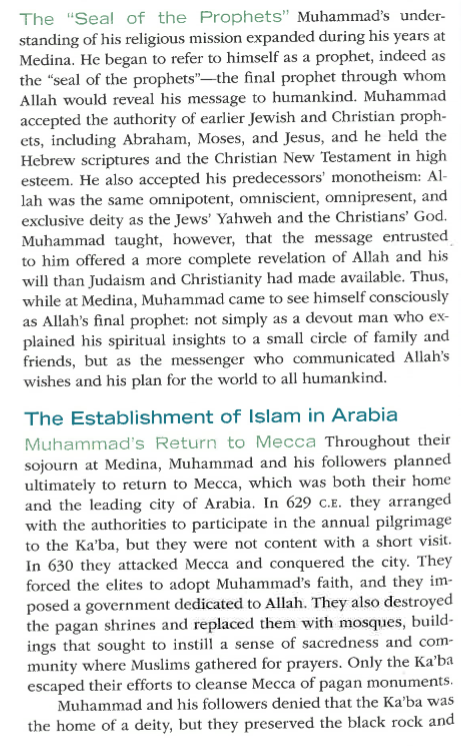 The “Seal of the Prophets” Muhammad’s under-
standing of his religious mission expanded during his years at
Medina. He began to refer to himself as a prophet, indeed as
the “seal of the prophets”—the final prophet through whom
Allah would reveal his message to humankind. Muhammad
accepted the authority of earlier Jewish and Christian proph-
ets, including Abraham, Moses, and Jesus, and he held the
Hebrew scriptures and the Christian New Testament in high
esteem. He also accepted his predecessors’ monotheism: Al-
lah was the same omnipotent, omniscient, omnipresent, and
exclusive deity as the Jews’ Yahweh and the Christians’ God.
Muhammad taught, however, that the message entrusted
to him offered a more complete revelation of Allah and his
will than Judaism and Christianity had made available. Thus,
while at Medina, Muhammad came to see himself consciously
as Allah’s final prophet: not simply as a devout man who ex-
plained his spiritual insights to a small circle of family and
friends, but as the messenger who communicated Allah’s
wishes and his plan for the world to all humankind.
The Establishment of Islam in Arabia
Muhammad’s Return to Mecca Throughout their
sojourn at Medina, Muhammad and his followers planned
ultimately to return to Mecca, which was both their home
and the leading city of Arabia. In 629 C.E. they arranged
with the authorities to participate in the annual pilgrimage
to the Ka’ba, but they were not content with a short visit.
In 630 they attacked Mecca and conquered the city. They
forced the elites to adopt Muhammad’s faith, and they im-
posed a government dedicated to Allah. They also destroyed
the pagan shrines and replaced them with mosques, build-
ings that sought to instill a sense of sacredness and com-
munity where Muslims gathered for prayers. Only the Ka’ba
escaped their efforts to cleanse Mecca of pagan monuments.
Muhammad and his followers denied that the Ka’ba was
the home of a deity, but they preserved the black rock and